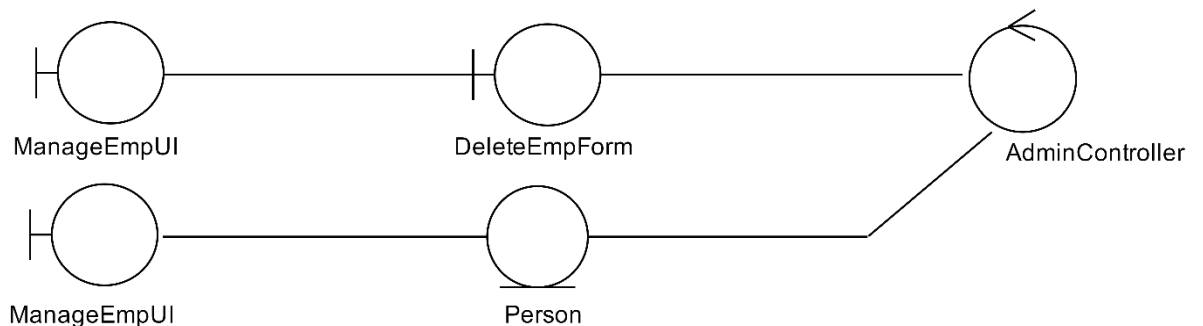 ManageEmpUI
DeleteEmpForm
AdminController
ManageEmpUI
Person